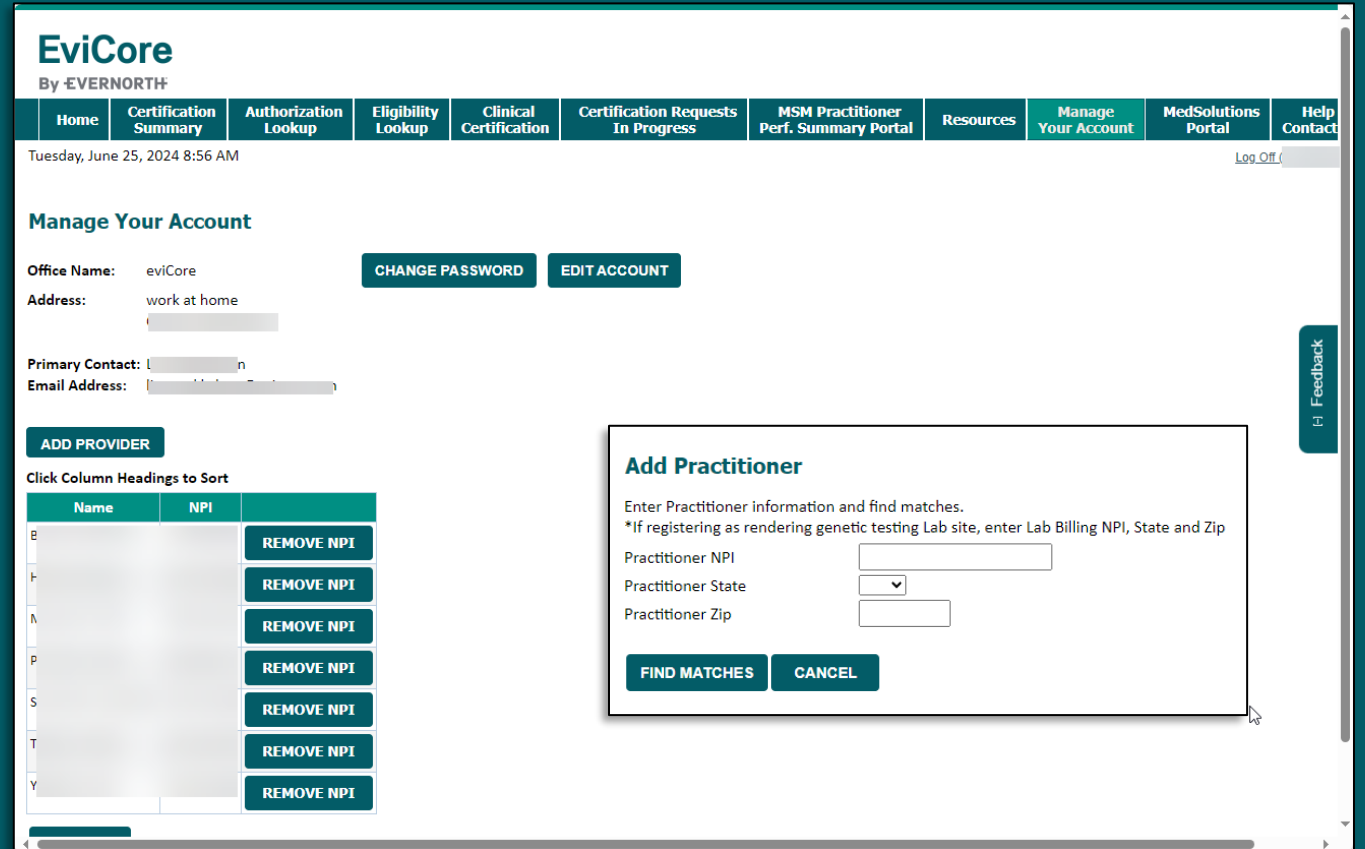 EviCore
By EVERNORTH
Home
Certification Summary
Authorization Lookup
Eligibility Lookup
Clinical Certification
Certification Requests In Progress
MSM Practitioner Perf. Summary Portal
Resources
Manage Your Account
MedSolutions Portal
Help
Contact
Tuesday, June 25, 2024 8:56 AM
Log Off (
Manage Your Account
Office Name: eviCore
CHANGE PASSWORD
EDIT ACCOUNT
Address: work at home
Primary Contact:
Email Address:
[-] Feedback
ADD PROVIDER
Click Column Headings to Sort
Name NPI
B REMOVE NPI
H REMOVE NPI
M REMOVE NPI
P REMOVE NPI
S REMOVE NPI
T REMOVE NPI
Y REMOVE NPI
Add Practitioner
Enter Practitioner information and find matches.
*If registering as rendering genetic testing Lab site, enter Lab Billing NPI, State and Zip
Practitioner NPI
Practitioner State
Practitioner Zip
FIND MATCHES
CANCEL